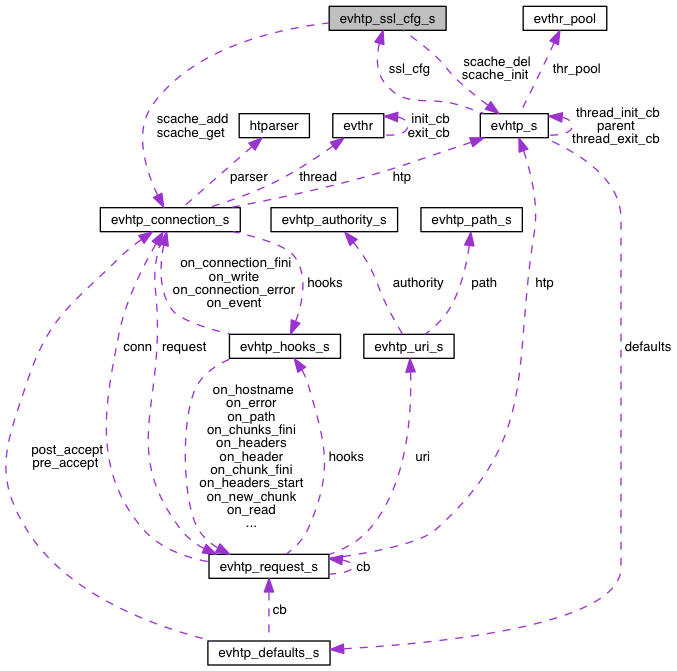 evhtp_ssl_cfg_s
evthr_pool
ssl_cfg
scache_del
scache_init
thr_pool
scache_add
scache_get
htparser
evthr
init_cb
exit_cb
evhtp_s
thread_init_cb
parent
thread_exit_cb
parser
thread
htp
evhtp_connection_s
evhtp_authority_s
evhtp_path_s
on_connection_fini
on_write
on_connection_error
on_event
hooks
authority
path
htp
conn
request
evhtp_hooks_s
evhtp_uri_s
defaults
on_hostname
on_error
on_path
on_chunks_fini
on_headers
on_header
on_chunk_fini
on_headers_start
on_new_chunk
on_read
...
post_accept
pre_accept
hooks
uri
evhtp_request_s
cb
cb
evhtp_defaults_s